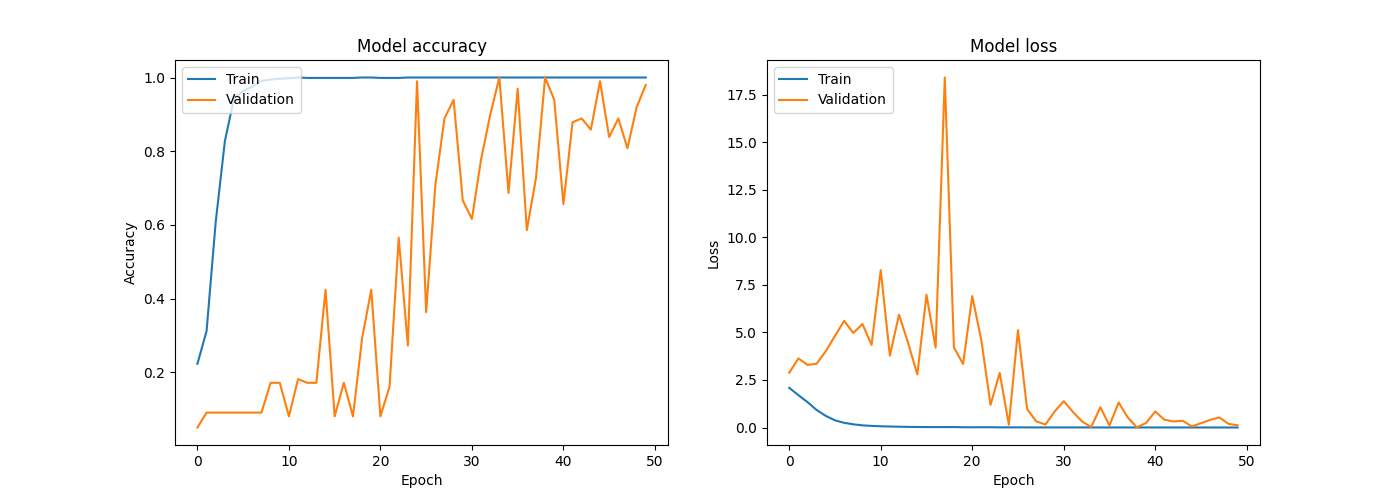 Model accuracy
Train
Validation
1.0
0.8
0.6
0.4
0.2
Accuracy
0 10 20 30 40 50
Epoch
Model loss
Train
Validation
17.5
15.0
12.5
10.0
7.5
5.0
2.5
0.0
Loss
0 10 20 30 40 50
Epoch